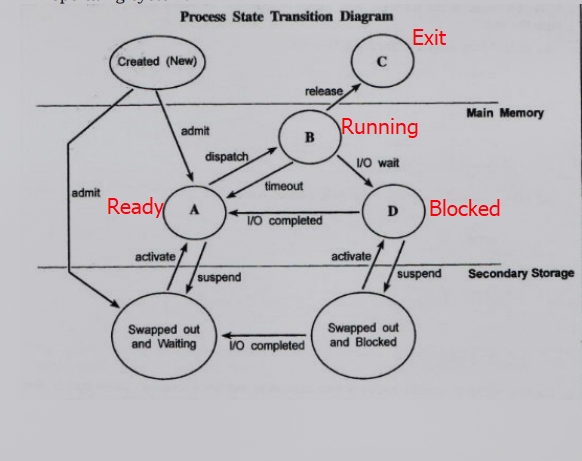 Process State Transition Diagram
Created (New)
C
Exit
release
Main Memory
admit
B
Running
dispatch
I/O wait
timeout
admit
Ready
A
I/O completed
D
Blocked
activate
suspend
activate
suspend
Secondary Storage
Swapped out
and Waiting
I/O completed
Swapped out
and Blocked